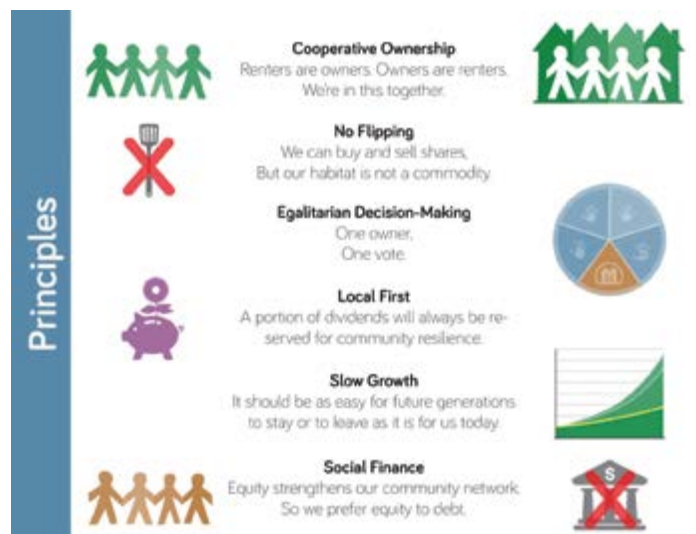 Principles
Cooperative Ownership
Renters are owners. Owners are renters.
We're in this together.
No Flipping
We can buy and sell shares,
But our habitat is not a commodity
Egalitarian Decision-Making
One owner,
One vote.
Local First
A portion of dividends will always be re-
served for community resilience.
Slow Growth
It should be as easy for future generations
to stay or to leave as it is for us today.
Social Finance
Equity strengthens our community network.
So we prefer equity to debt.
$